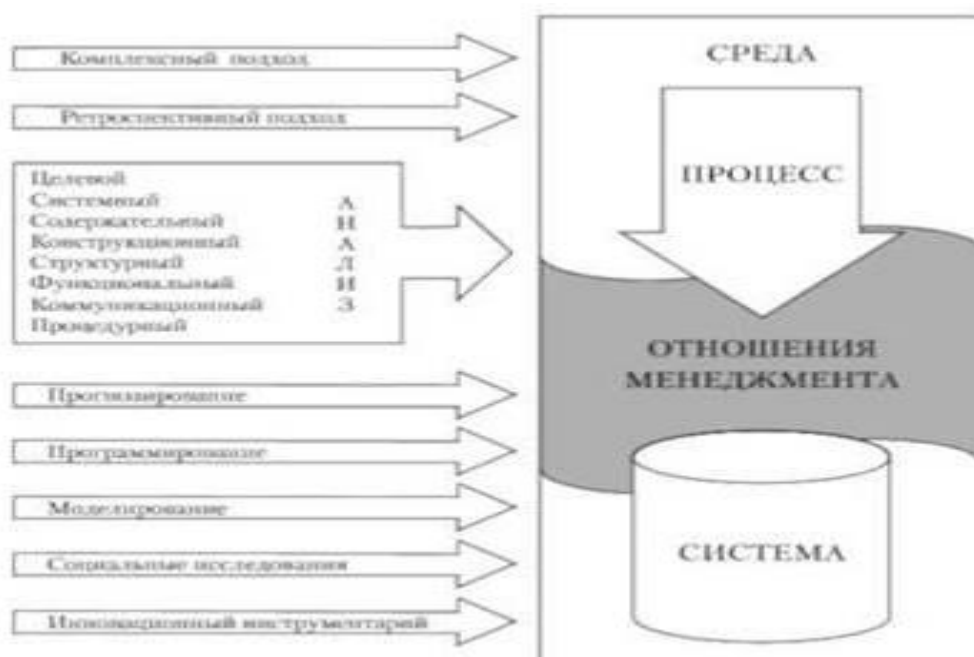 Комплексный подход
Ретроспективный подход
Целевой
Системный
Содержательный
Конструкционный
Структурный
Функциональный
Коммуникационный
Процедурный
А
Н
А
Л
И
З
Программирование
Моделирование
Социальные исследования
Инновационный инструментарий
СРЕДА
ПРОЦЕСС
ОТНОШЕНИЯ
МЕНЕДЖМЕНТА
СИСТЕМА